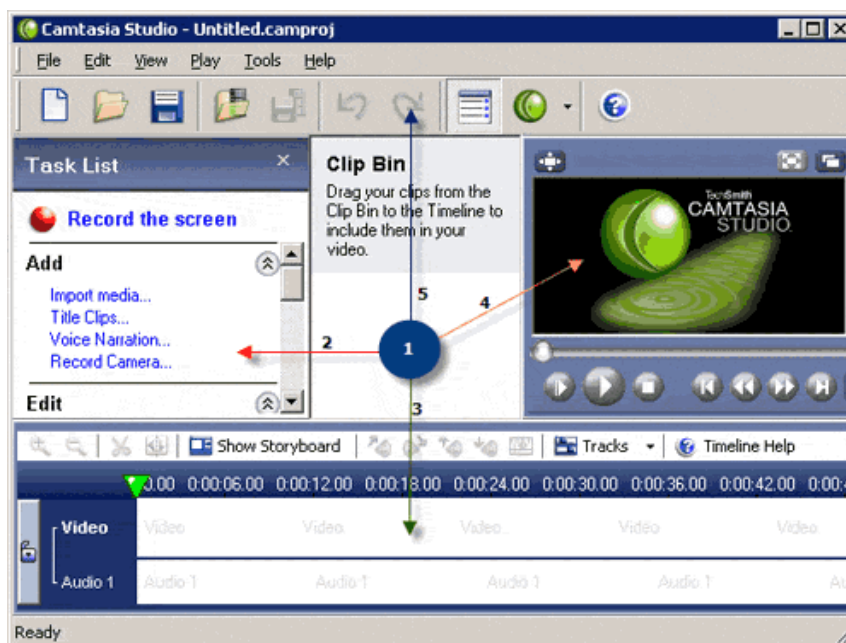 Camtasia Studio - Untitled.camproj
File Edit View Play Tools Help
Task List
Record the screen
Add
Import media...
Title Clips...
Voice Narration...
Record Camera...
Edit
Clip Bin
Drag your clips from the
Clip Bin to the Timeline to
include them in your
video.
5
4
2
1
3
TechSmith
CAMTASIA
STUDIO
Show Storyboard Tracks Timeline Help
0.00 0:00:06.00 0:00:12.00 0:00:18.00 0:00:24.00 0:00:30.00 0:00:36.00 0:00:42.00 0:00:4
Video Video Video Video Video Video
Audio 1 Audio 1 Audio 1 Audio 1 Audio 1 Au
Ready